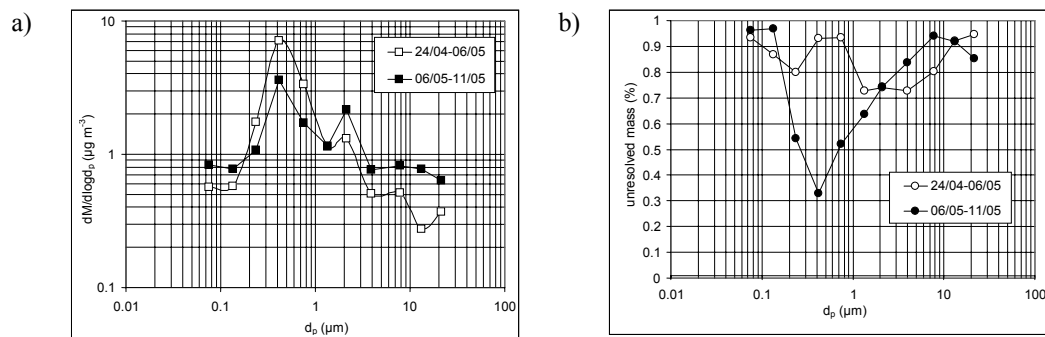 a)
10
1
0.1
dM/dlogdp (µg m-3)
24/04-06/05
06/05-11/05
0.01 0.1 1 10 100
dp (µm)
b)
1
0.9
0.8
0.7
0.6
0.5
0.4
0.3
0.2
0.1
0
unresolved mass (%)
24/04-06/05
06/05-11/05
0.01 0.1 1 10 100
dp (µm)